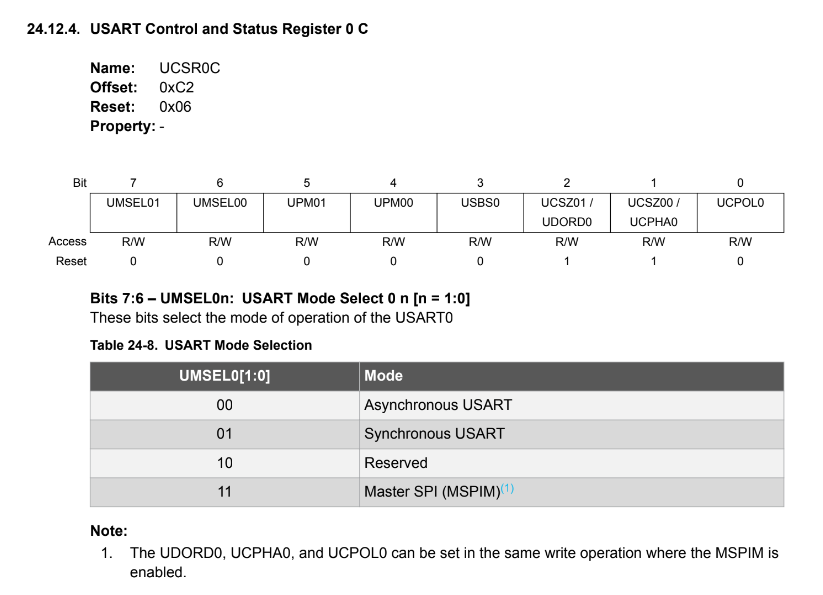 24.12.4. USART Control and Status Register 0 C
Name: UCSR0C
Offset: 0xC2
Reset: 0x06
Property: -
Bit 7 6 5 4 3 2 1 0
UMSEL01 UMSEL00 UPM01 UPM00 USBS0 UCSZ01 / UCSZ00 / UCPOL0
UDORD0 UCPHA0
Access R/W R/W R/W R/W R/W R/W R/W R/W
Reset 0 0 0 0 0 1 1 0
Bits 7:6 – UMSEL0n: USART Mode Select 0 n [n = 1:0]
These bits select the mode of operation of the USART0
Table 24-8. USART Mode Selection
UMSEL0[1:0] Mode
00 Asynchronous USART
01 Synchronous USART
10 Reserved
11 Master SPI (MSPIM)(1)
Note:
1. The UDORD0, UCPHA0, and UCPOL0 can be set in the same write operation where the MSPIM is
enabled.